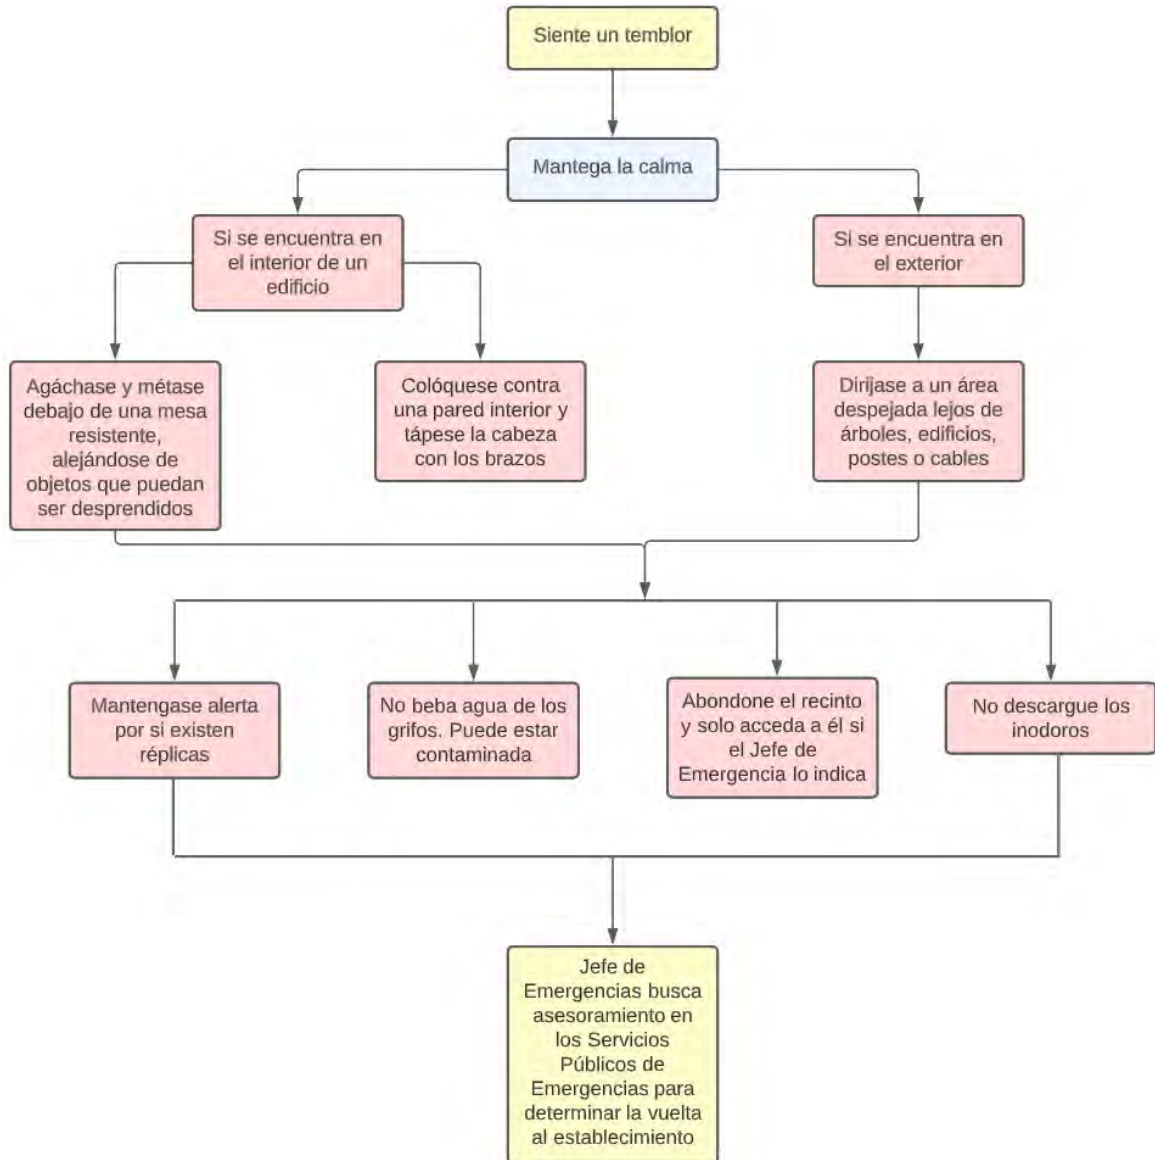 Siente un temblor
Mantega la calma
Si se encuentra en
el interior de un
edificio
Si se encuentra en
el exterior
Agáchase y métase
debajo de una mesa
resistente,
alejándose de
objetos que puedan
ser desprendidos
Colóquese contra
una pared interior y
tápese la cabeza
con los brazos
Diríjase a un área
despejada lejos de
árboles, edificios,
postes o cables
Mantengase alerta
por si existen
réplicas
No beba agua de los
grifos. Puede estar
contaminada
Abondone el recinto
y solo acceda a él si
el Jefe de
Emergencia lo indica
No descargue los
inodoros
Jefe de
Emergencias busca
asesoramiento en
los Servicios
Públicos de
Emergencias para
determinar la vuelta
al establecimiento